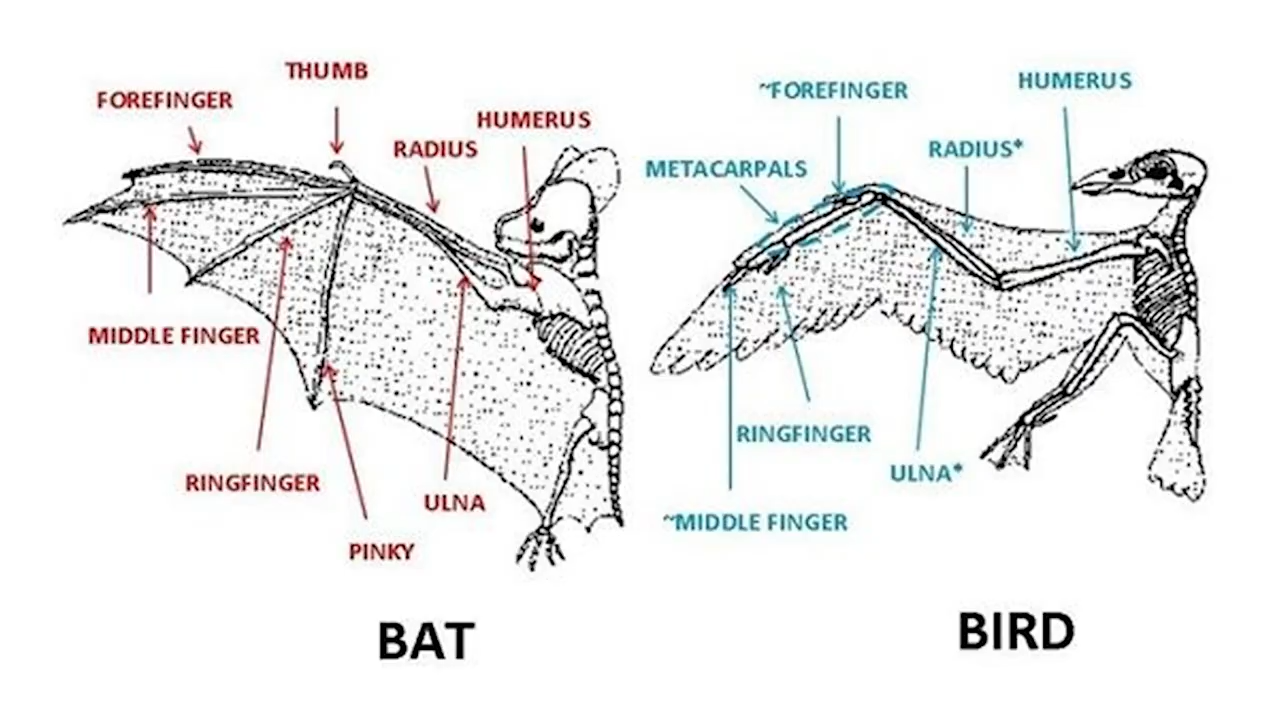 THUMB
FOREFINGER
HUMERUS
RADIUS
MIDDLE FINGER
RINGFINGER
ULNA
PINKY
BAT
HUMERUS
~FOREFINGER
RADIUS*
METACARPALS
RINGFINGER
ULNA*
~MIDDLE FINGER
BIRD